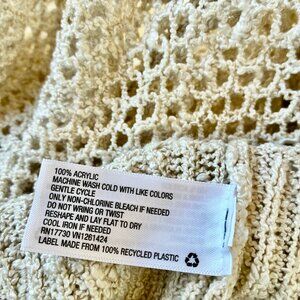 100% ACRYLIC
MACHINE WASH COLD WITH LIKE COLORS
GENTLE CYCLE
ONLY NON-CHLORINE BLEACH IF NEEDED
DO NOT WRING OR TWIST
RESHAPE AND LAY FLAT TO DRY
COOL IRON IF NEEDED
RN17730 VN1261424
LABEL MADE FROM 100% RECYCLED PLASTIC